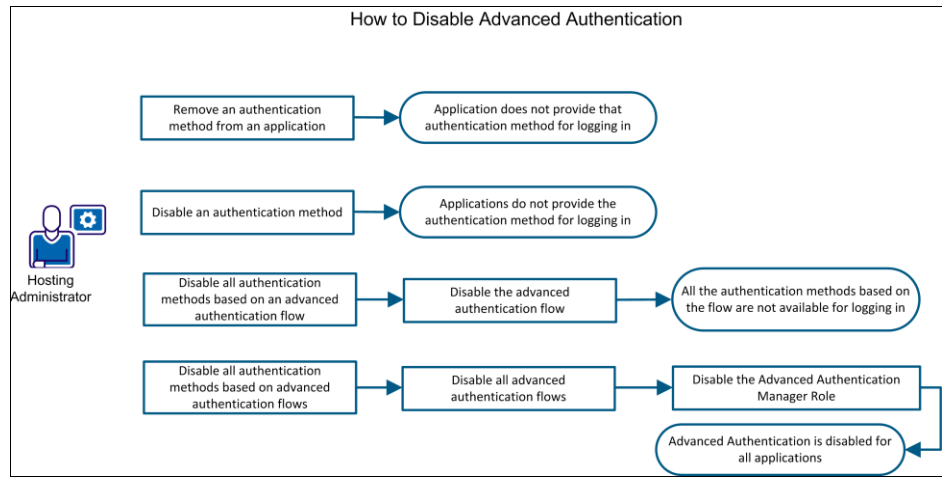 How to Disable Advanced Authentication
Remove an authentication
method from an application
Application does not provide that
authentication method for logging in
Disable an authentication method
Applications do not provide the
authentication method for logging in
Hosting
Administrator
Disable all authentication
methods based on an advanced
authentication flow
Disable the advanced
authentication flow
All the authentication methods based on
the flow are not available for logging in
Disable all authentication
methods based on advanced
authentication flows
Disable all advanced
authentication flows
Disable the Advanced Authentication
Manager Role
Advanced Authentication is disabled for
all applications